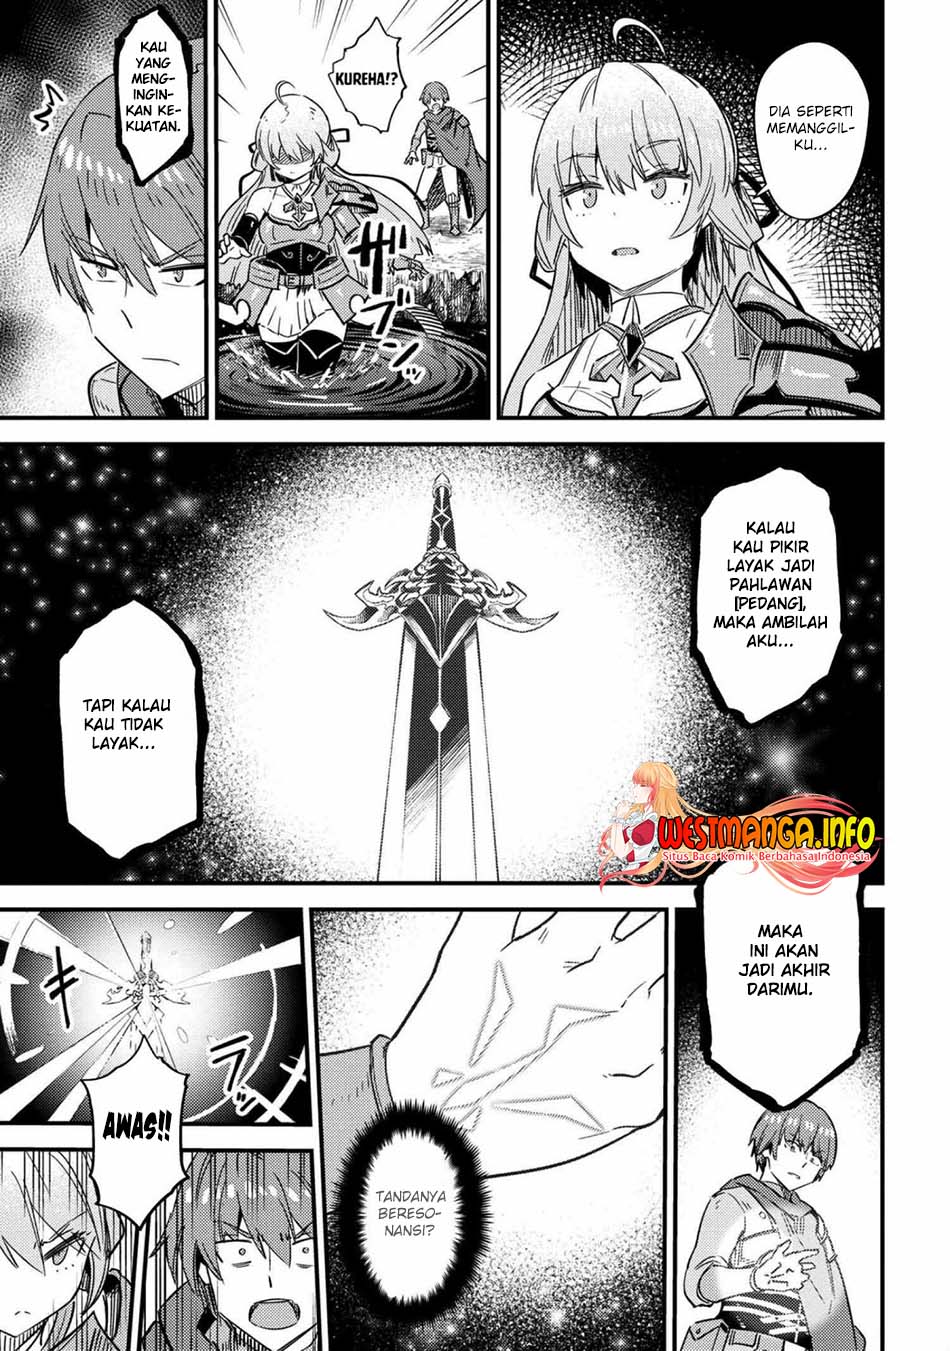 DIA SEPERTI
MEMANGGIL-
KU...
KUREHA!?
KAU
YANG
MENG-
INGIN-
KAN KE-
KUATAN.
KALAU
KAU PIKIR
LAYAK JADI
PAHLAWAN
[PEDANG],
MAKA AMBILAH
AKU...
TAPI KALAU
KAU TIDAK
LAYAK...
WESTMANGA.INFO
Situs Baca Komik Berbahasa Indonesia
MAKA
INI AKAN
JADI AKHIR
DARIMU.
TANDANYA
BERESO-
NANSI?
AWAS!!